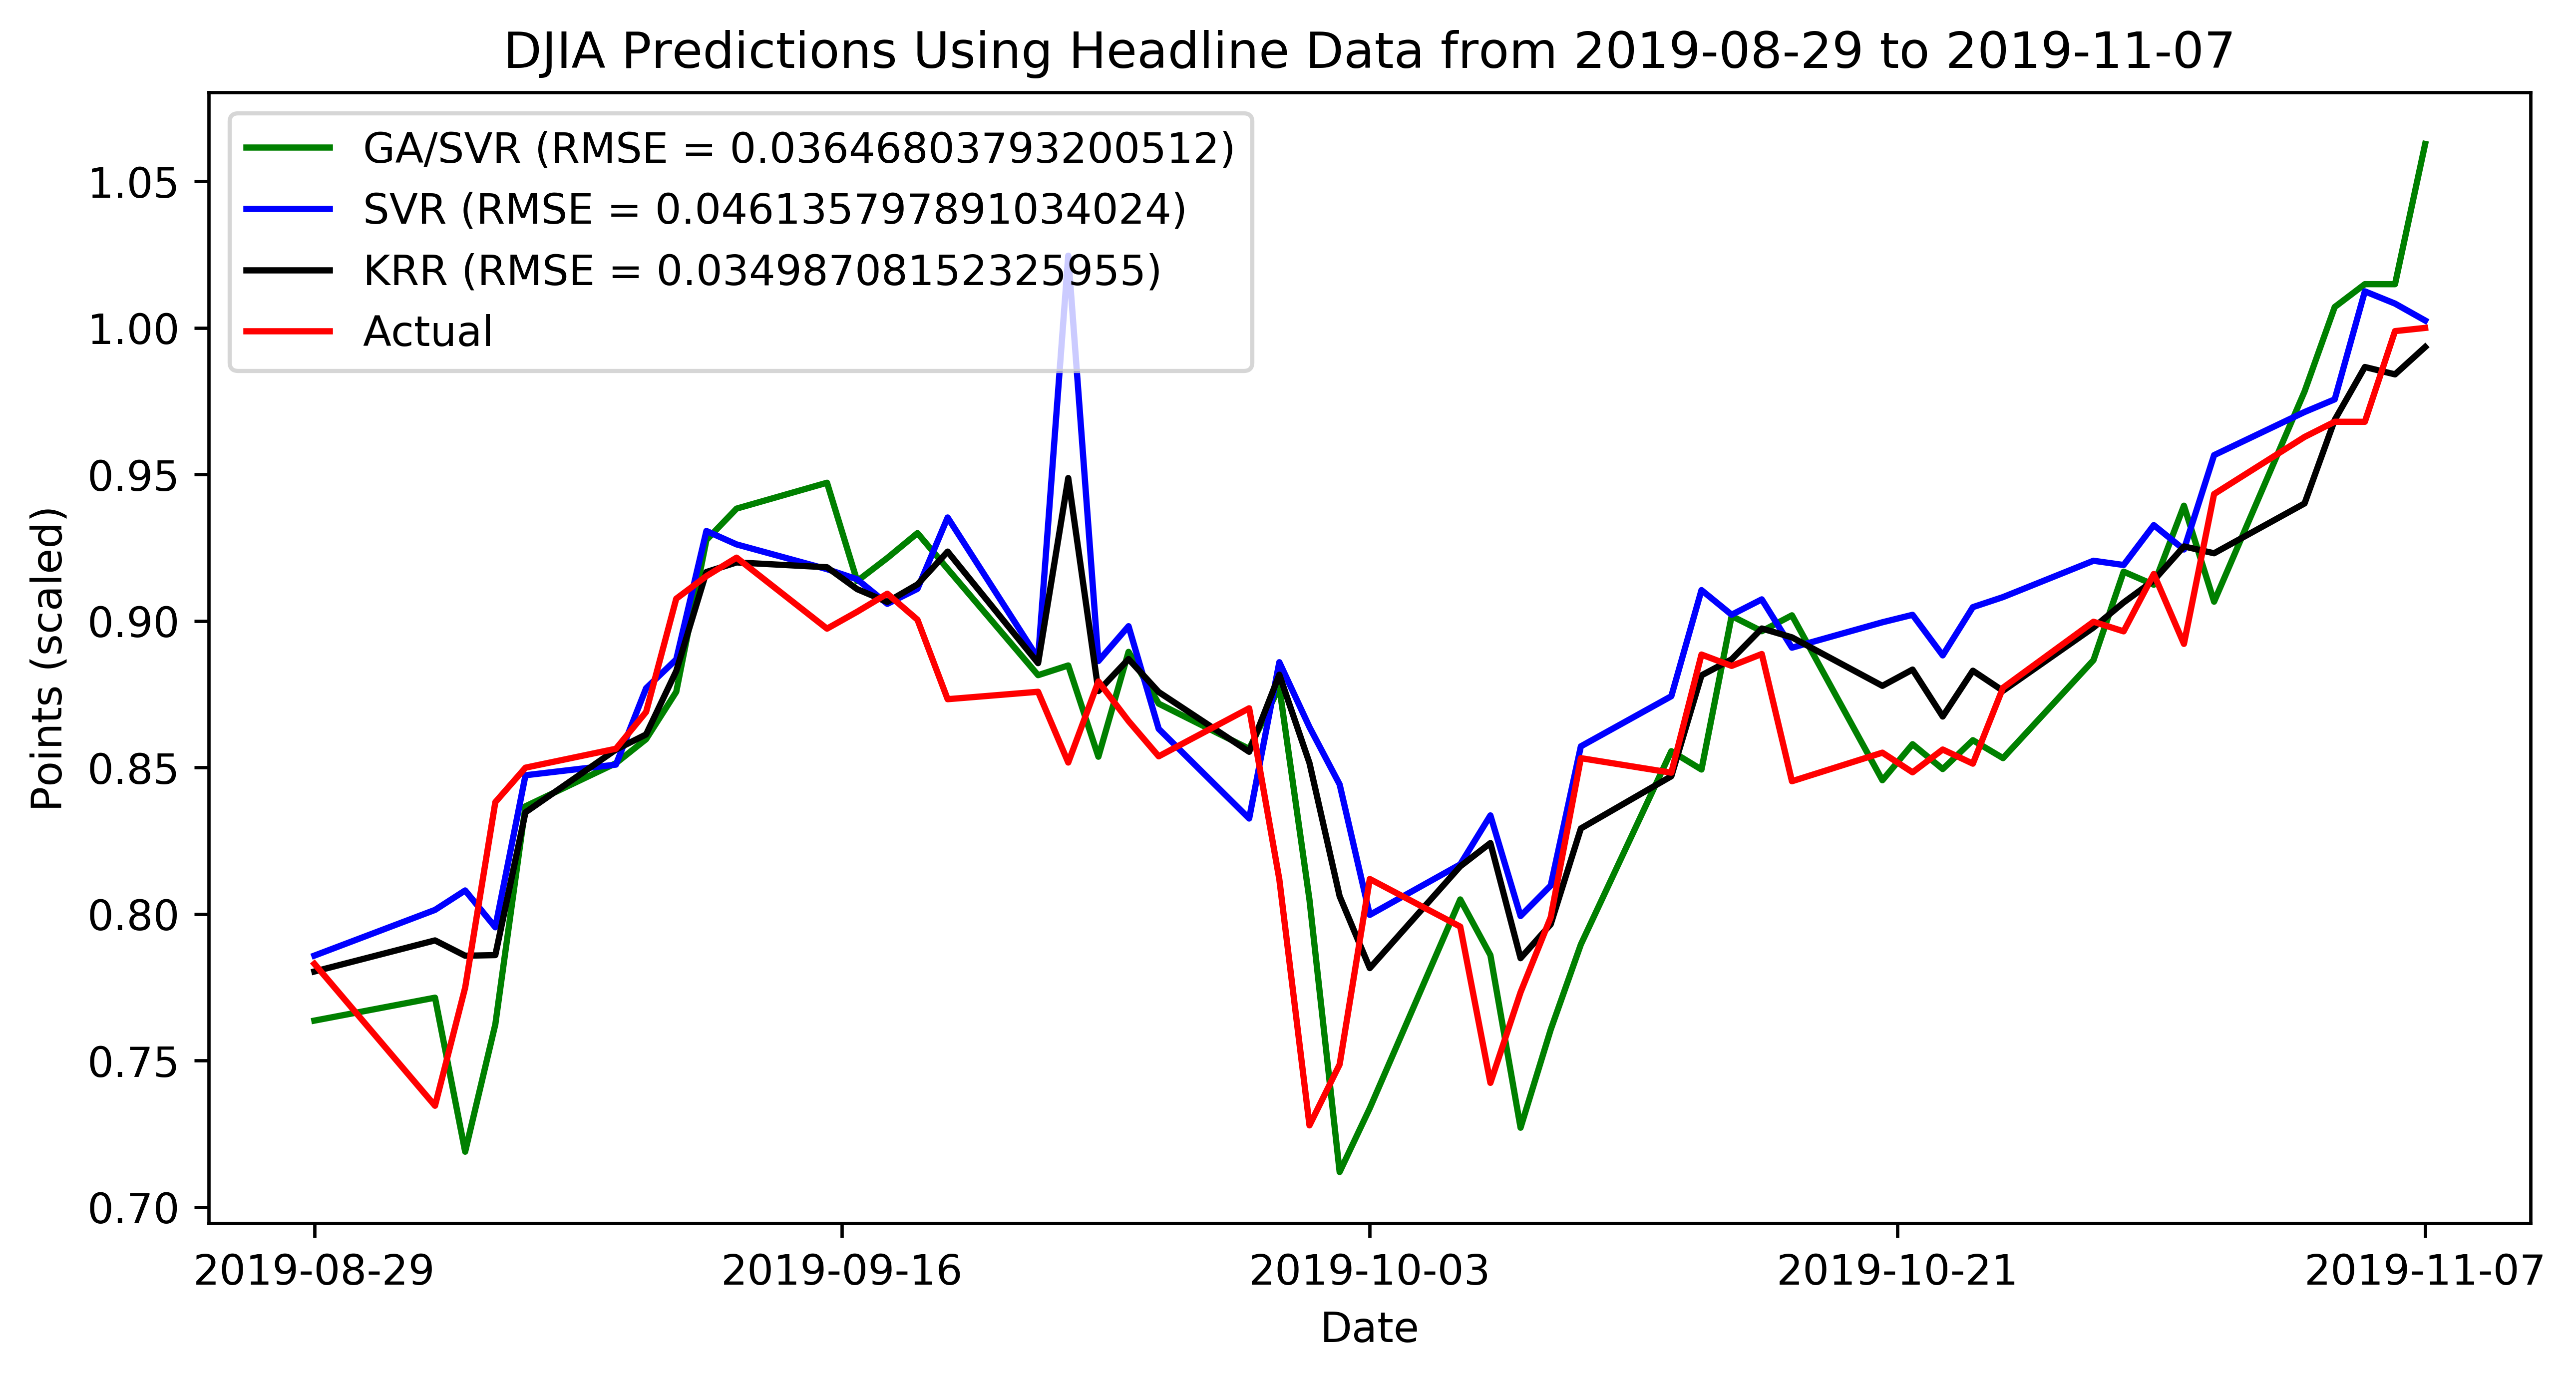 DJIA Predictions Using Headline Data from 2019-08-29 to 2019-11-07
GA/SVR (RMSE = 0.03646803793200512)
SVR (RMSE = 0.046135797891034024)
KRR (RMSE = 0.03498708152325955)
Actual
1.05
1.00
0.95
0.90
0.85
0.80
0.75
0.70
Points (scaled)
2019-08-29
2019-09-16
2019-10-03
2019-10-21
2019-11-07
Date